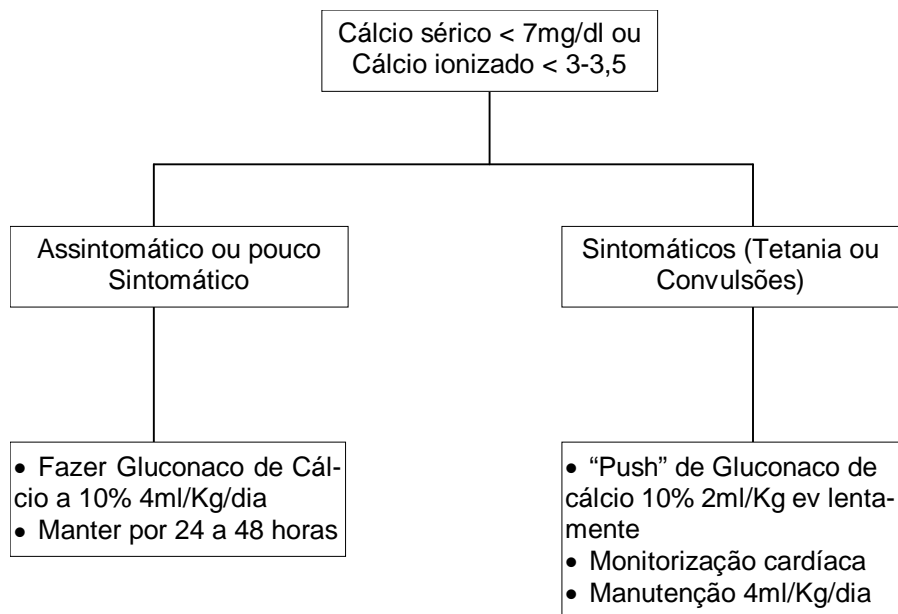 Cálcio sérico < 7mg/dl ou
Cálcio ionizado < 3-3,5
Assintomático ou pouco
Sintomático
Sintomáticos (Tetania ou
Convulsões)
• Fazer Gluconaco de Cál-
cio a 10% 4ml/Kg/dia
• Manter por 24 a 48 horas
• “Push” de Gluconaco de
cálcio 10% 2ml/Kg ev lenta-
mente
• Monitorização cardíaca
• Manutenção 4ml/Kg/dia